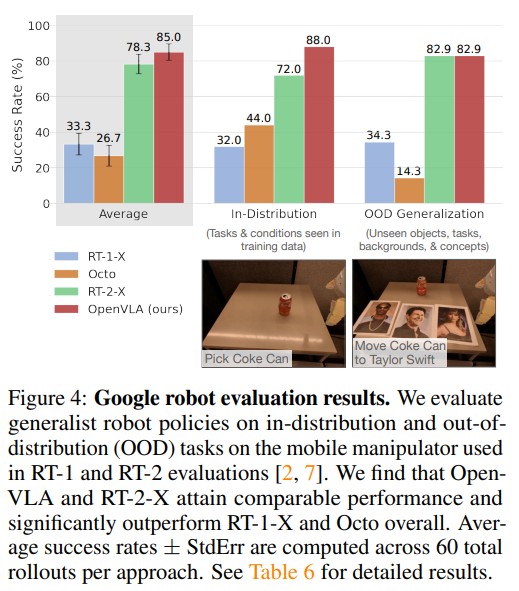 100
80
60
40
20
0
Success Rate (%)
33.3
26.7
78.3
85.0
32.0
44.0
72.0
88.0
34.3
14.3
82.9
82.9
Average
In-Distribution
OOD Generalization
(Tasks & conditions seen in
training data)
(Unseen objects, tasks,
backgrounds, & concepts)
RT-1-X
Octo
RT-2-X
OpenVLA (ours)
Pick Coke Can
Move Coke Can
to Taylor Swift
Figure 4: Google robot evaluation results. We evaluate
generalist robot policies on in-distribution and out-of-
distribution (OOD) tasks on the mobile manipulator used
in RT-1 and RT-2 evaluations [2, 7]. We find that Open-
VLA and RT-2-X attain comparable performance and
significantly outperform RT-1-X and Octo overall. Aver-
age success rates ± StdErr are computed across 60 total
rollouts per approach. See Table 6 for detailed results.